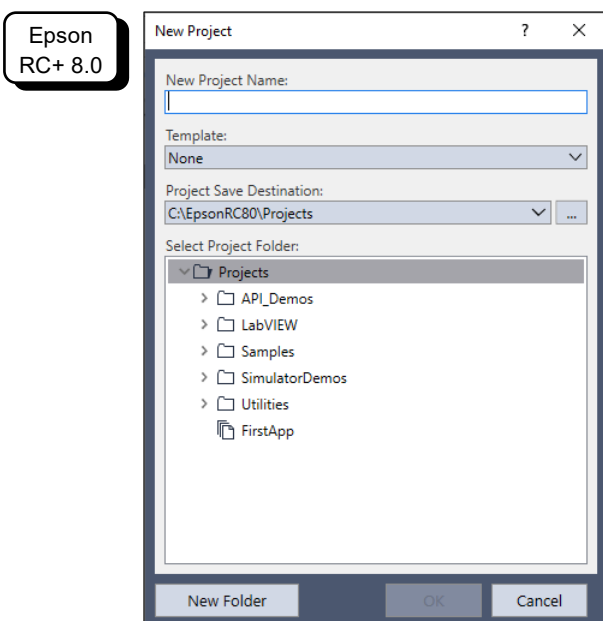 Epson
RC+ 8.0
New Project
?
New Project Name:
Template:
None
Project Save Destination:
C:\EpsonRC80\Projects
...
Select Project Folder:
Projects
API_Demos
LabVIEW
Samples
SimulatorDemos
Utilities
FirstApp
New Folder OK Cancel